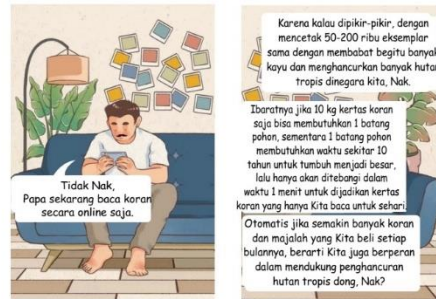 Tidak Nak,
Papa sekarang baca koran
secara online saja.
Karena kalau dipikir-pikir, dengan
mencetak 50-200 ribu eksemplar
sama dengan membabat begitu banyak
kayu dan menghancurkan banyak hutan
tropis dinegara kita, Nak.
Ibaratnya jika 10 kg kertas koran
saja bisa membutuhkan 1 batang
pohon, sementara 1 batang pohon
membutuhkan waktu sekitar 10
tahun untuk tumbuh menjadi besar,
lalu hanya akan ditebangi dalam
waktu 1 menit untuk dijadikan kertas
koran yang hanya Kita baca untuk sehari.
Otomatis jika semakin banyak koran
dan majalah yang Kita beli setiap
bulannya, berarti Kita juga berperan
dalam mendukung penghancuran
hutan tropis dong, Nak?